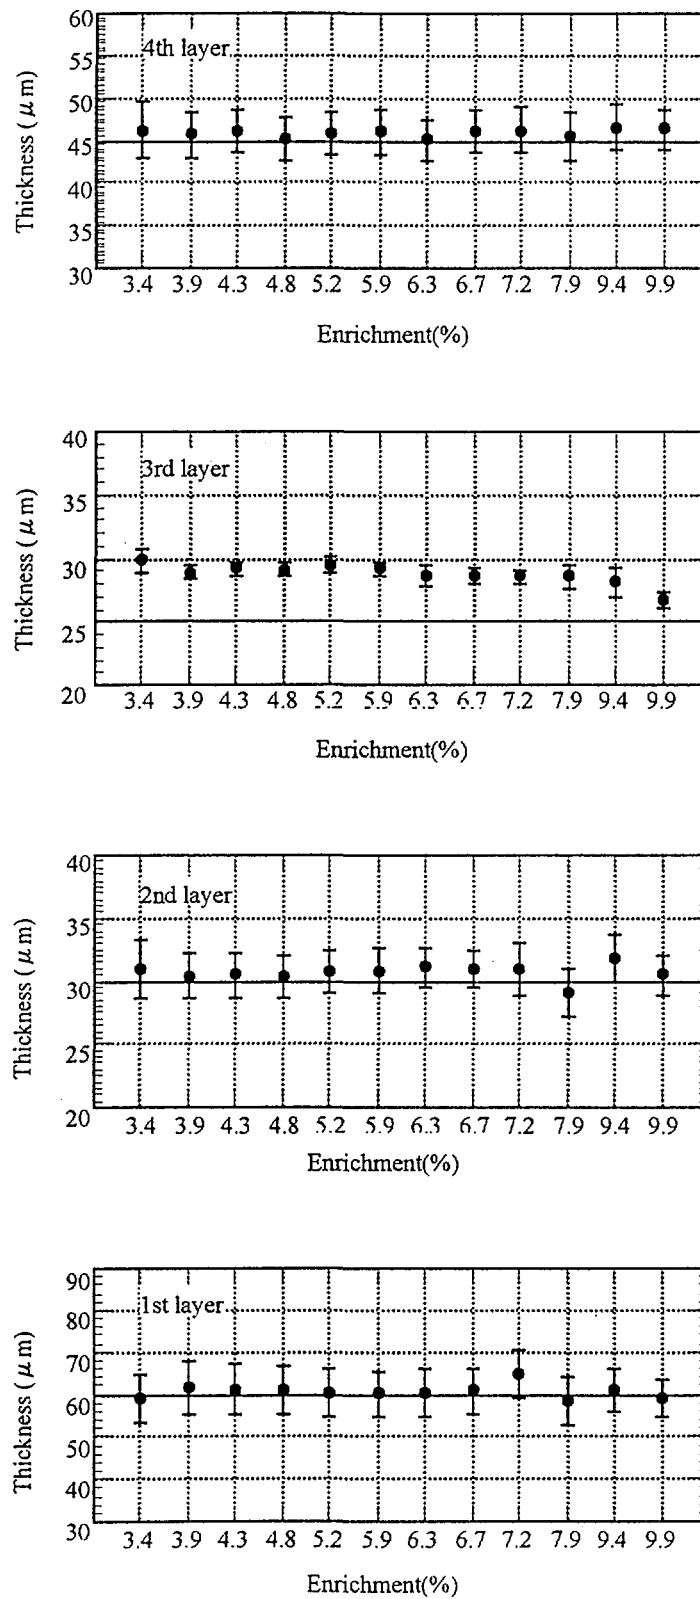 60
4th layer
55
50
45
40
35
30
Thickness (μm)
3.4 3.9 4.3 4.8 5.2 5.9 6.3 6.7 7.2 7.9 9.4 9.9
Enrichment(%)
40
3rd layer
35
30
25
20
Thickness (μm)
3.4 3.9 4.3 4.8 5.2 5.9 6.3 6.7 7.2 7.9 9.4 9.9
Enrichment(%)
40
2nd layer
35
30
25
20
Thickness (μm)
3.4 3.9 4.3 4.8 5.2 5.9 6.3 6.7 7.2 7.9 9.4 9.9
Enrichment(%)
90
1st layer
80
70
60
50
40
30
Thickness (μm)
3.4 3.9 4.3 4.8 5.2 5.9 6.3 6.7 7.2 7.9 9.4 9.9
Enrichment(%)